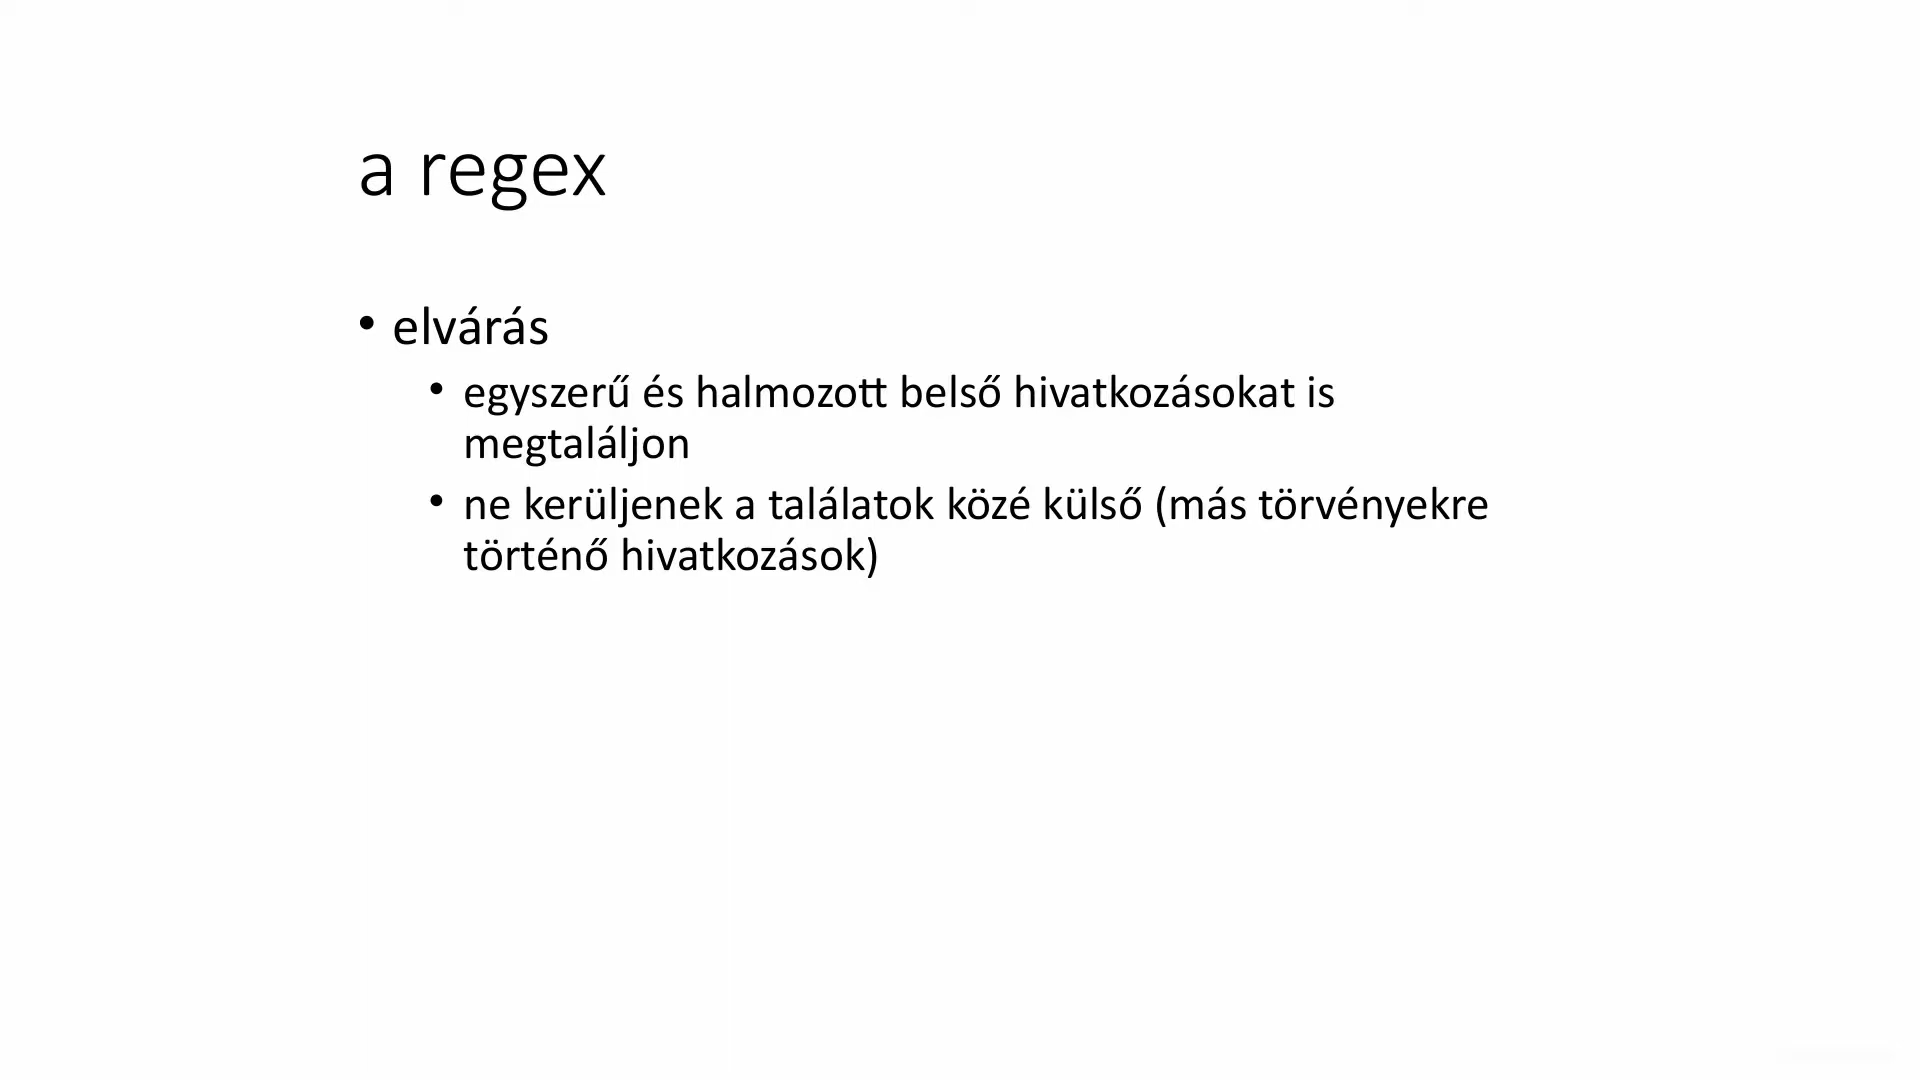 a regex
• elvárás
• egyszerű és halmozott belső hivatkozásokat is
megtaláljon
• ne kerüljenek a találatok közé külső (más törvényekre
történő hivatkozások)